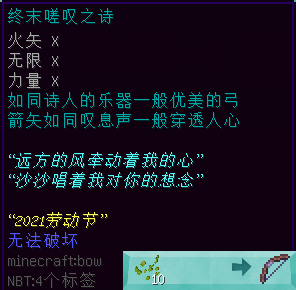 终末嗟叹之诗
火矢 X
无限 X
力量 X
如同诗人的乐器一般优美的弓
箭矢如同叹息声一般穿透人心
“远方的风牵动着我的心”
“沙沙唱着我对你的想念”
“2021劳动节”
无法破坏
minecraft:bow
NBT:4个标签
10